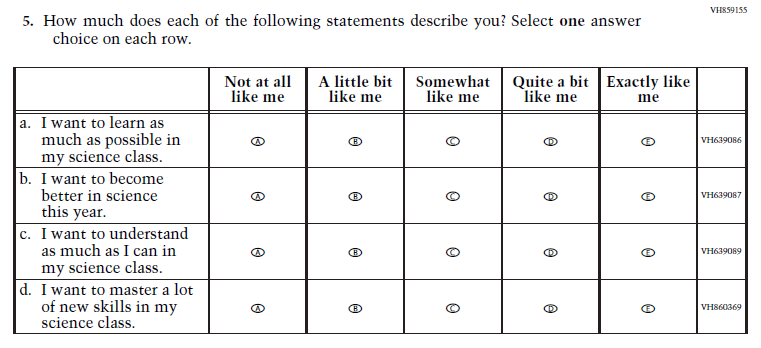 VH859155
5. How much does each of the following statements describe you? Select one answer
choice on each row.
Not at all
like me
A little bit
like me
Somewhat
like me
Quite a bit
like me
Exactly like
me
a. I want to learn as
much as possible in
my science class.
A B C D E VH639086
b. I want to become
better in science
this year.
A B C D E VH639087
c. I want to understand
as much as I can in
my science class.
A B C D E VH639089
d. I want to master a lot
of new skills in my
science class.
A B C D E VH860369